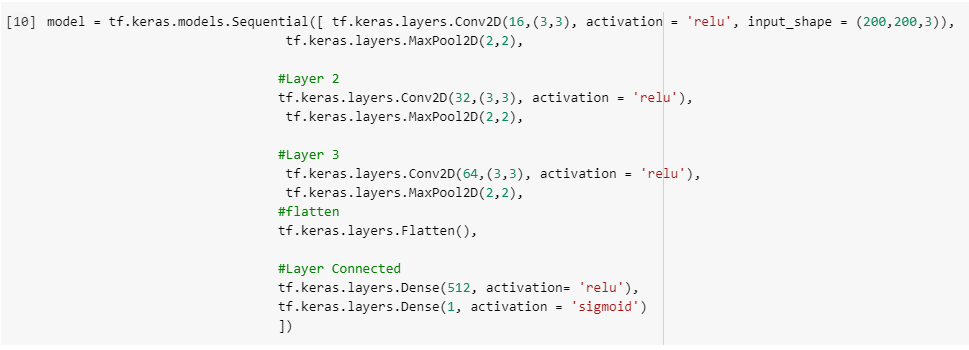 [10] model = tf.keras.models.Sequential([ tf.keras.layers.Conv2D(16,(3,3), activation = 'relu', input_shape = (200,200,3)),
tf.keras.layers.MaxPool2D(2,2),
#Layer 2
tf.keras.layers.Conv2D(32,(3,3), activation = 'relu'),
tf.keras.layers.MaxPool2D(2,2),
#Layer 3
tf.keras.layers.Conv2D(64,(3,3), activation = 'relu'),
tf.keras.layers.MaxPool2D(2,2),
#flatten
tf.keras.layers.Flatten(),
#Layer Connected
tf.keras.layers.Dense(512, activation= 'relu'),
tf.keras.layers.Dense(1, activation = 'sigmoid')
])